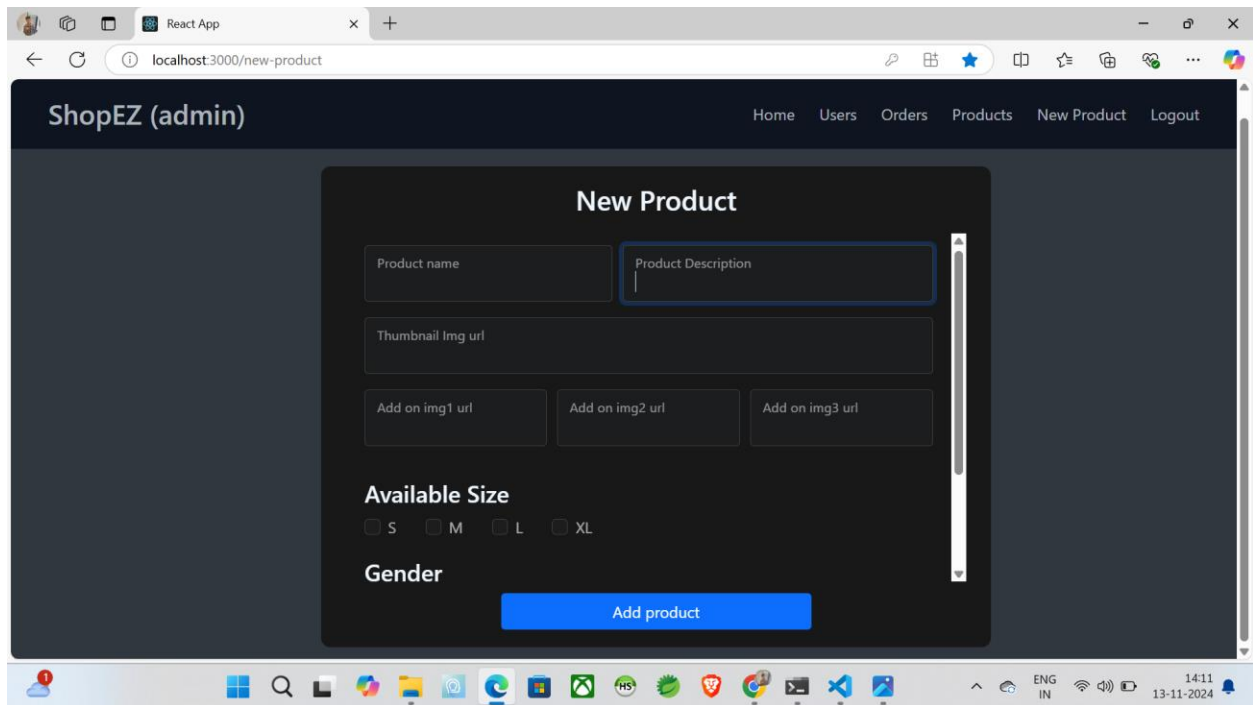 React App
localhost:3000/new-product
ShopEZ (admin)
Home Users Orders Products New Product Logout
New Product
Product name Product Description
Thumbnail Img url
Add on img1 url Add on img2 url Add on img3 url
Available Size
S M L XL
Gender
Add product
1
HS
ENG
IN
14:11
13-11-2024